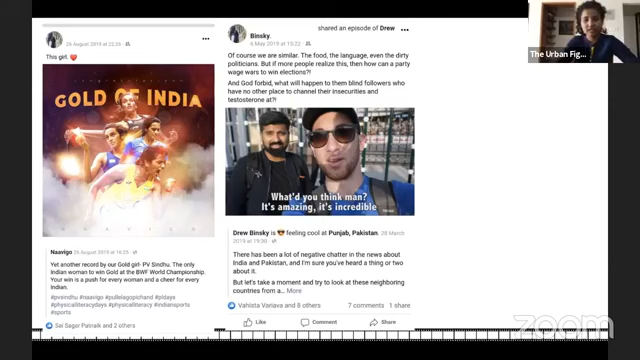 26 August 2019 at 22:25
This girl.
GOLD OF INDIA
NAAVIGO
Naavigo 26 August 2019 at 16:25
Yet another record by our Gold girl- PV Sindhu. The only
Indian woman to win Gold at the BWF World Championship.
Your win is a push for every woman and a cheer for every
Indian!
#pvsindhu #naavigo #pullelagopichand #pldays
#physicalliteracydays #physicalliteracy #indiansports
#sports
Sai Sagar Patnaik and 2 others
Binsky.
shared an episode of Drew
6 May 2019 at 15:22
Of course we are similar. The food, the language, even the dirty
politicians. But if more people realize this, then how can a party
wage wars to win elections?!
And God forbid, what will happen to them blind followers who
have no other place to channel their insecurities and
testosterone at?!
What'd you think man?
It's amazing, it's incredible
Drew Binsky is feeling cool at Punjab, Pakistan. 28 March
2019 at 19:30
There has been a lot of negative chatter in the news about
India and Pakistan, and I'm sure you've heard a thing or two
about it.
But let's take a moment and try to look at these neighboring
countries from a... More
Vahista Variava and 8 others
7 comments 1 share
Like Comment Share
The Urban Fig...
zoom